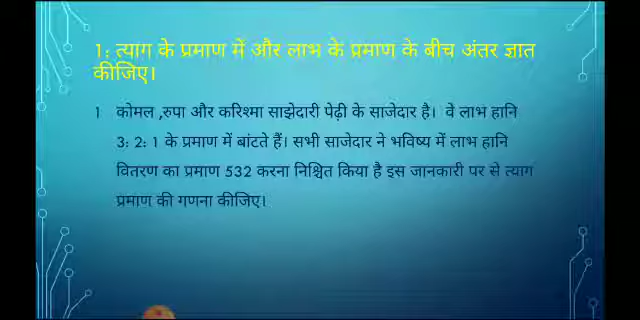 1: त्याग के प्रमाण में और लाभ के प्रमाण के बीच अंतर ज्ञात
कीजिए।
1 कोमल ,रुपा और करिश्मा साझेदारी पेढ़ी के साजेदार है। वे लाभ हानि
3: 2: 1 के प्रमाण में बांटते हैं। सभी साजेदार ने भविष्य में लाभ हानि
वितरण का प्रमाण 532 करना निश्चित किया है इस जानकारी पर से त्याग
प्रमाण की गणना कीजिए।